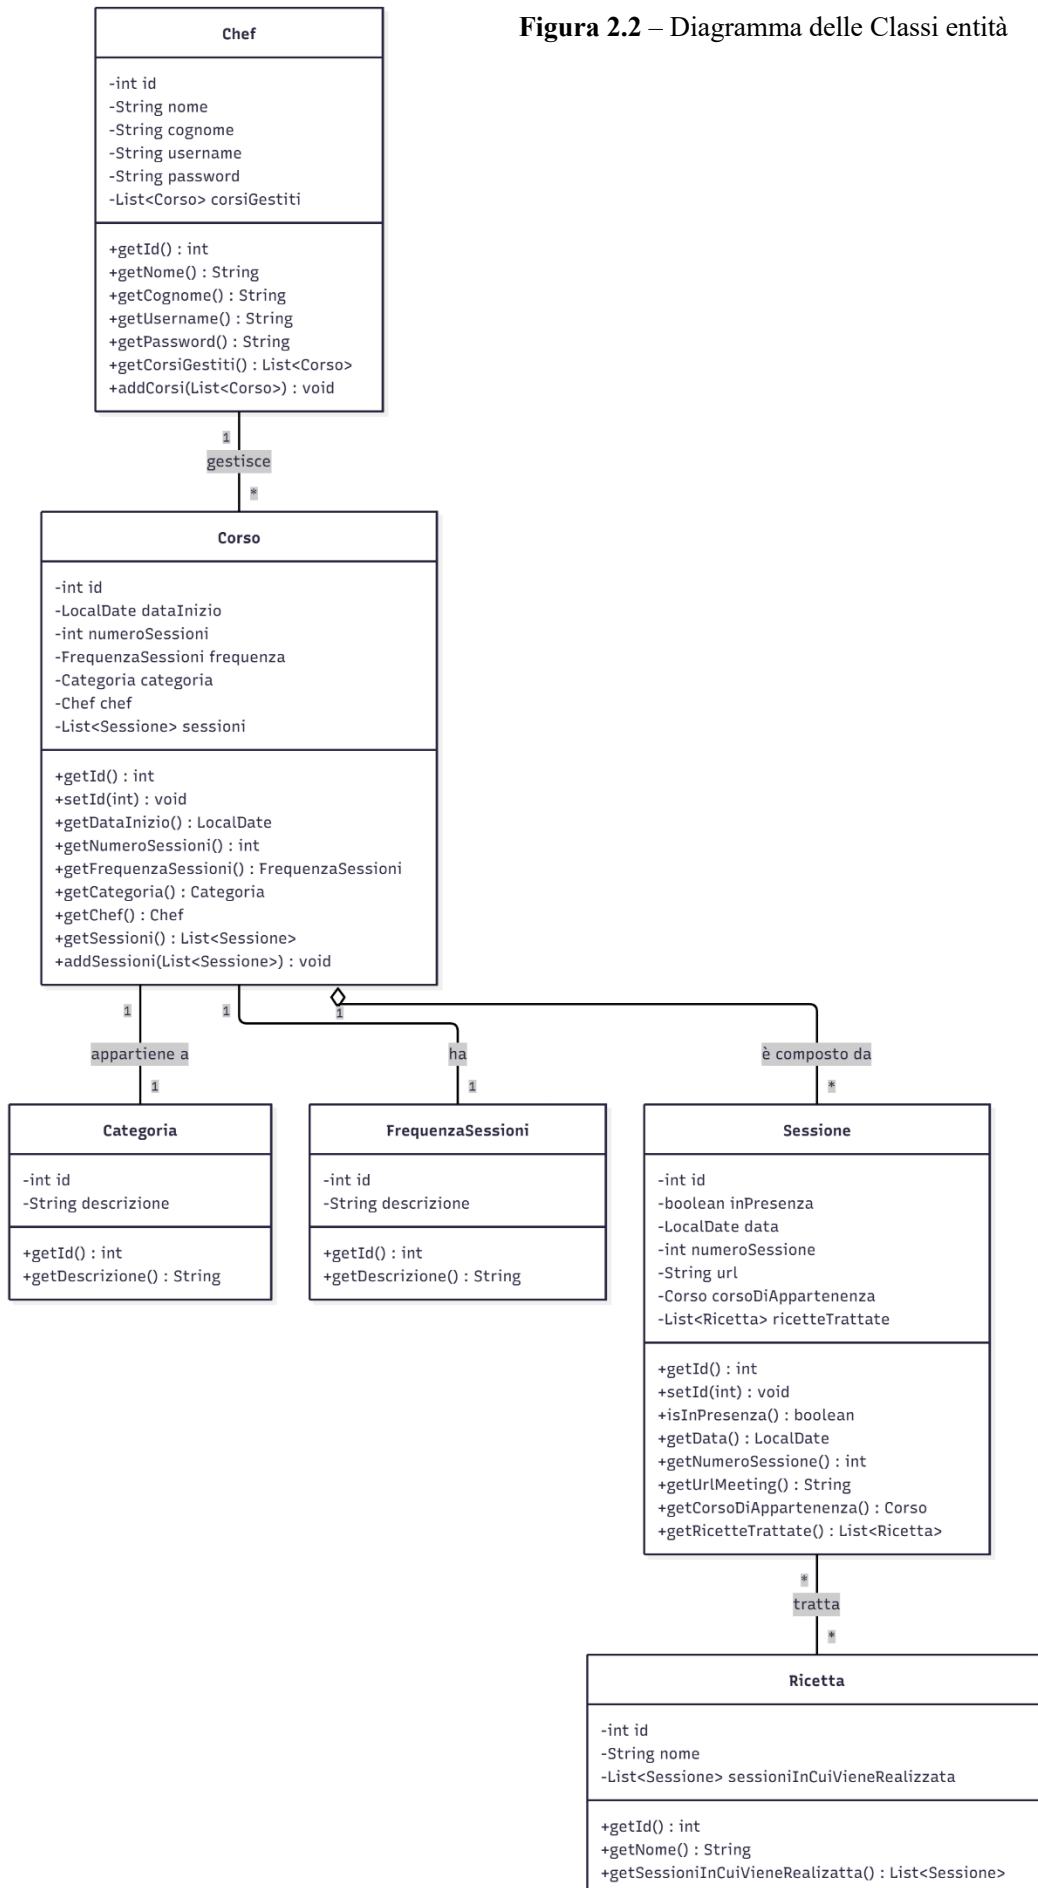 Figura 2.2 – Diagramma delle Classi entità
Chef
-int id
-String nome
-String cognome
-String username
-String password
-List<Corso> corsiGestiti
+getId() : int
+getNome() : String
+getCognome() : String
+getUsername() : String
+getPassword() : String
+getCorsiGestiti() : List<Corso>
+addCorsi(List<Corso>) : void
1
gestisce
*
Corso
-int id
-LocalDate dataInizio
-int numeroSessioni
-FrequenzaSessioni frequenza
-Categoria categoria
-Chef chef
-List<Sessione> sessioni
+getId() : int
+setId(int) : void
+getDataInizio() : LocalDate
+getNumeroSessioni() : int
+getFrequenzaSessioni() : FrequenzaSessioni
+getCategoria() : Categoria
+getChef() : Chef
+getSessioni() : List<Sessione>
+addSessioni(List<Sessione>) : void
1
appartiene a
1
1
ha
1
1
è composto da
*
Categoria
-int id
-String descrizione
+getId() : int
+getDescrizione() : String
FrequenzaSessioni
-int id
-String descrizione
+getId() : int
+getDescrizione() : String
Sessione
-int id
-boolean inPresenza
-LocalDate data
-int numeroSessione
-String url
-Corso corsoDiAppartenenza
-List<Ricetta> ricetteTrattate
+getId() : int
+setId(int) : void
+isInPresenza() : boolean
+getData() : LocalDate
+getNumeroSessione() : int
+getUrlMeeting() : String
+getCorsoDiAppartenenza() : Corso
+getRicetteTrattate() : List<Ricetta>
*
tratta
*
Ricetta
-int id
-String nome
-List<Sessione> sessioniInCuiVieneRealizzata
+getId() : int
+getNome() : String
+getSessioniInCuiVieneRealizatta() : List<Sessione>